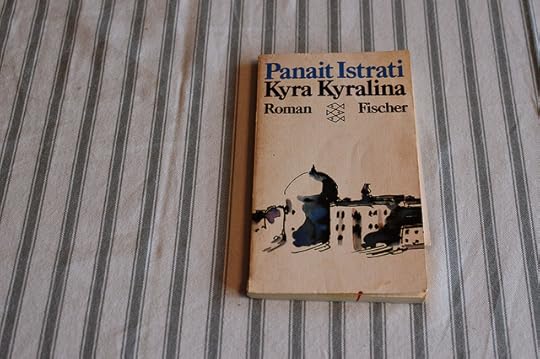 Panait Istrati
Kyra Kyralina
Roman Fischer